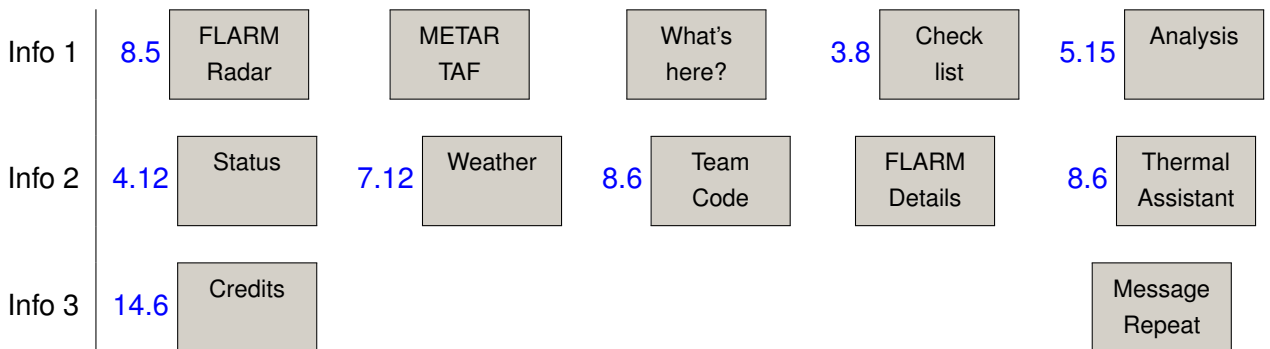 Info 1
8.5
FLARM
Radar
METAR
TAF
What's
here?
3.8
Check
list
5.15
Analysis
Info 2
4.12
Status
7.12
Weather
8.6
Team
Code
FLARM
Details
8.6
Thermal
Assistant
Info 3
14.6
Credits
Message
Repeat